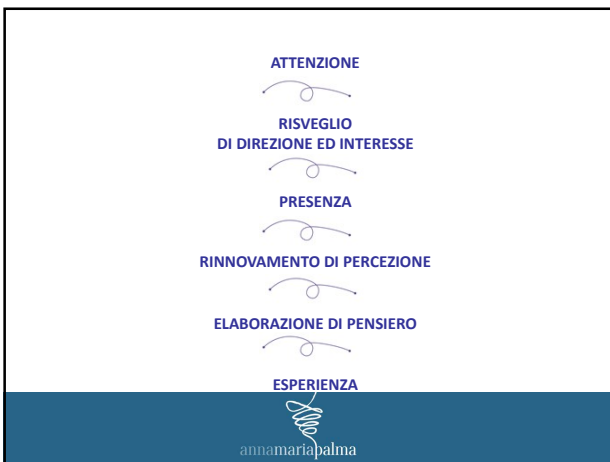 ATTENZIONE
RISVEGLIO
DI DIREZIONE ED INTERESSE
PRESENZA
RINNOVAMENTO DI PERCEZIONE
ELABORAZIONE DI PENSIERO
ESPERIENZA
annamariapalma